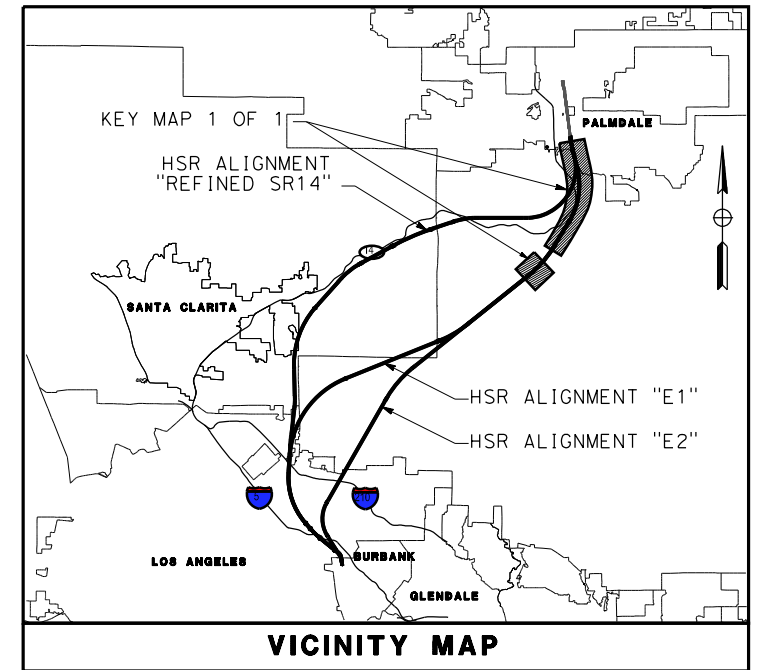 PALMDALE
KEY MAP 1 OF 1
HSR ALIGNMENT
"REFINED SR14"
14
SANTA CLARITA
HSR ALIGNMENT "E1"
HSR ALIGNMENT "E2"
5
210
LOS ANGELES
BURBANK
GLENDALE
VICINITY MAP